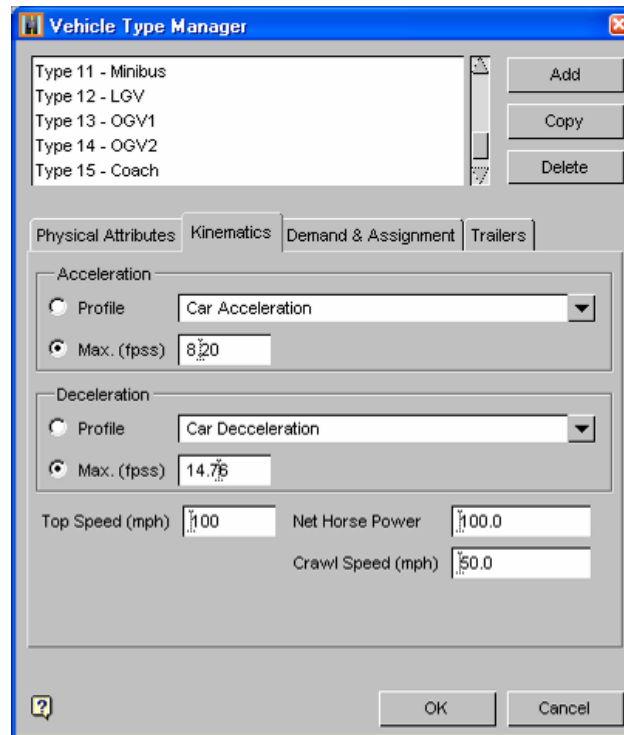 Vehicle Type Manager
Type 11 - Minibus
Type 12 - LGV
Type 13 - OGV1
Type 14 - OGV2
Type 15 - Coach
Add
Copy
Delete
Physical Attributes Kinematics Demand & Assignment Trailers
Acceleration
Profile Car Acceleration
Max. (fpss) 8.20
Deceleration
Profile Car Decceleration
Max. (fpss) 14.76
Top Speed (mph) 100 Net Horse Power 100.0
Crawl Speed (mph) 50.0
? OK Cancel